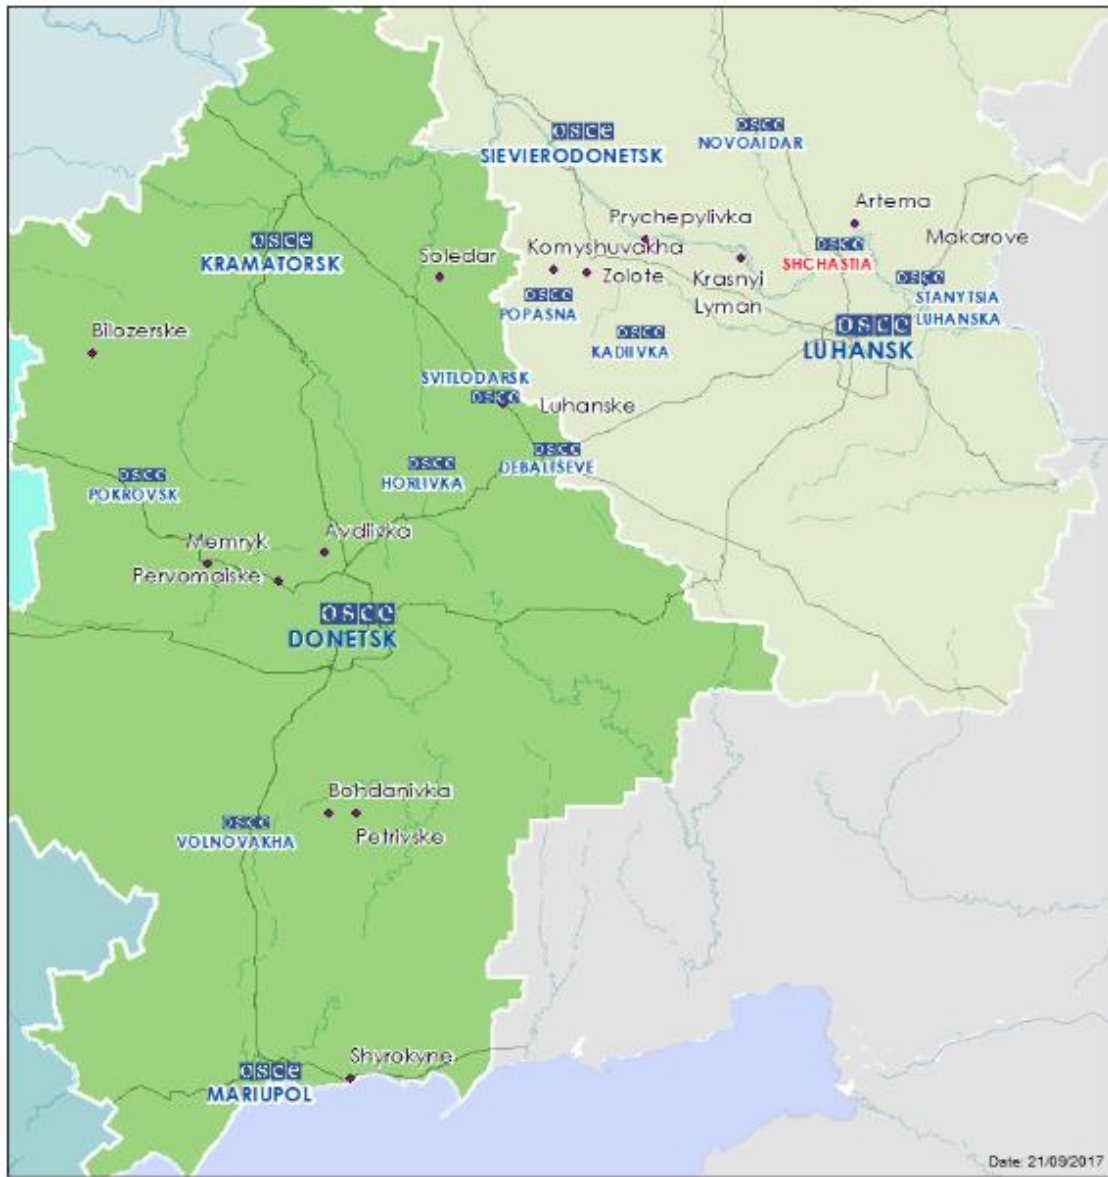 osce
SIEVIERODONETSK
osce
NOVOAIDAR
Artema
Prychepylivka
osce
SHCHASTIA
Makarove
osce
KRAMATORSK
Soledar
Komyshuvakha
Zolote
Krasnyi
Lyman
osce
STANYTSIA
LUHANSKA
osce
POPASNA
osce
KADIIVKA
osce
LUHANSK
Bilozerske
SVITLODARSK
osce
Luhanske
osce
POKROVSK
osce
HORLIVKA
osce
DEBALTSEVE
Memryk
Avdiivka
Pervomaiske
osce
DONETSK
Bohdanivka
Petrivske
osce
VOLNOVAKHA
Shyrokyne
osce
MARIUPOL
Date: 21/09/2017